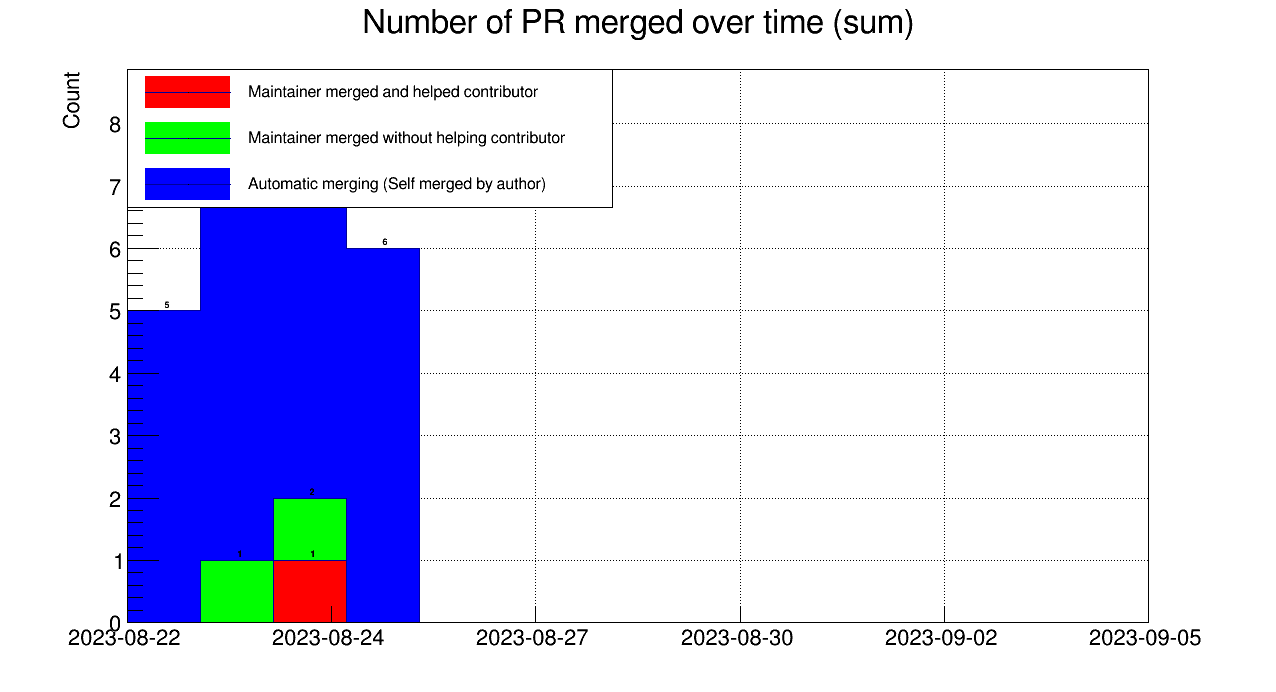 Number of PR merged over time (sum)
Count
Maintainer merged and helped contributor
Maintainer merged without helping contributor
Automatic merging (Self merged by author)
8
7
6
6
5
5
4
3
2
2
1
1
1
0
2023-08-22 2023-08-24 2023-08-27 2023-08-30 2023-09-02 2023-09-05